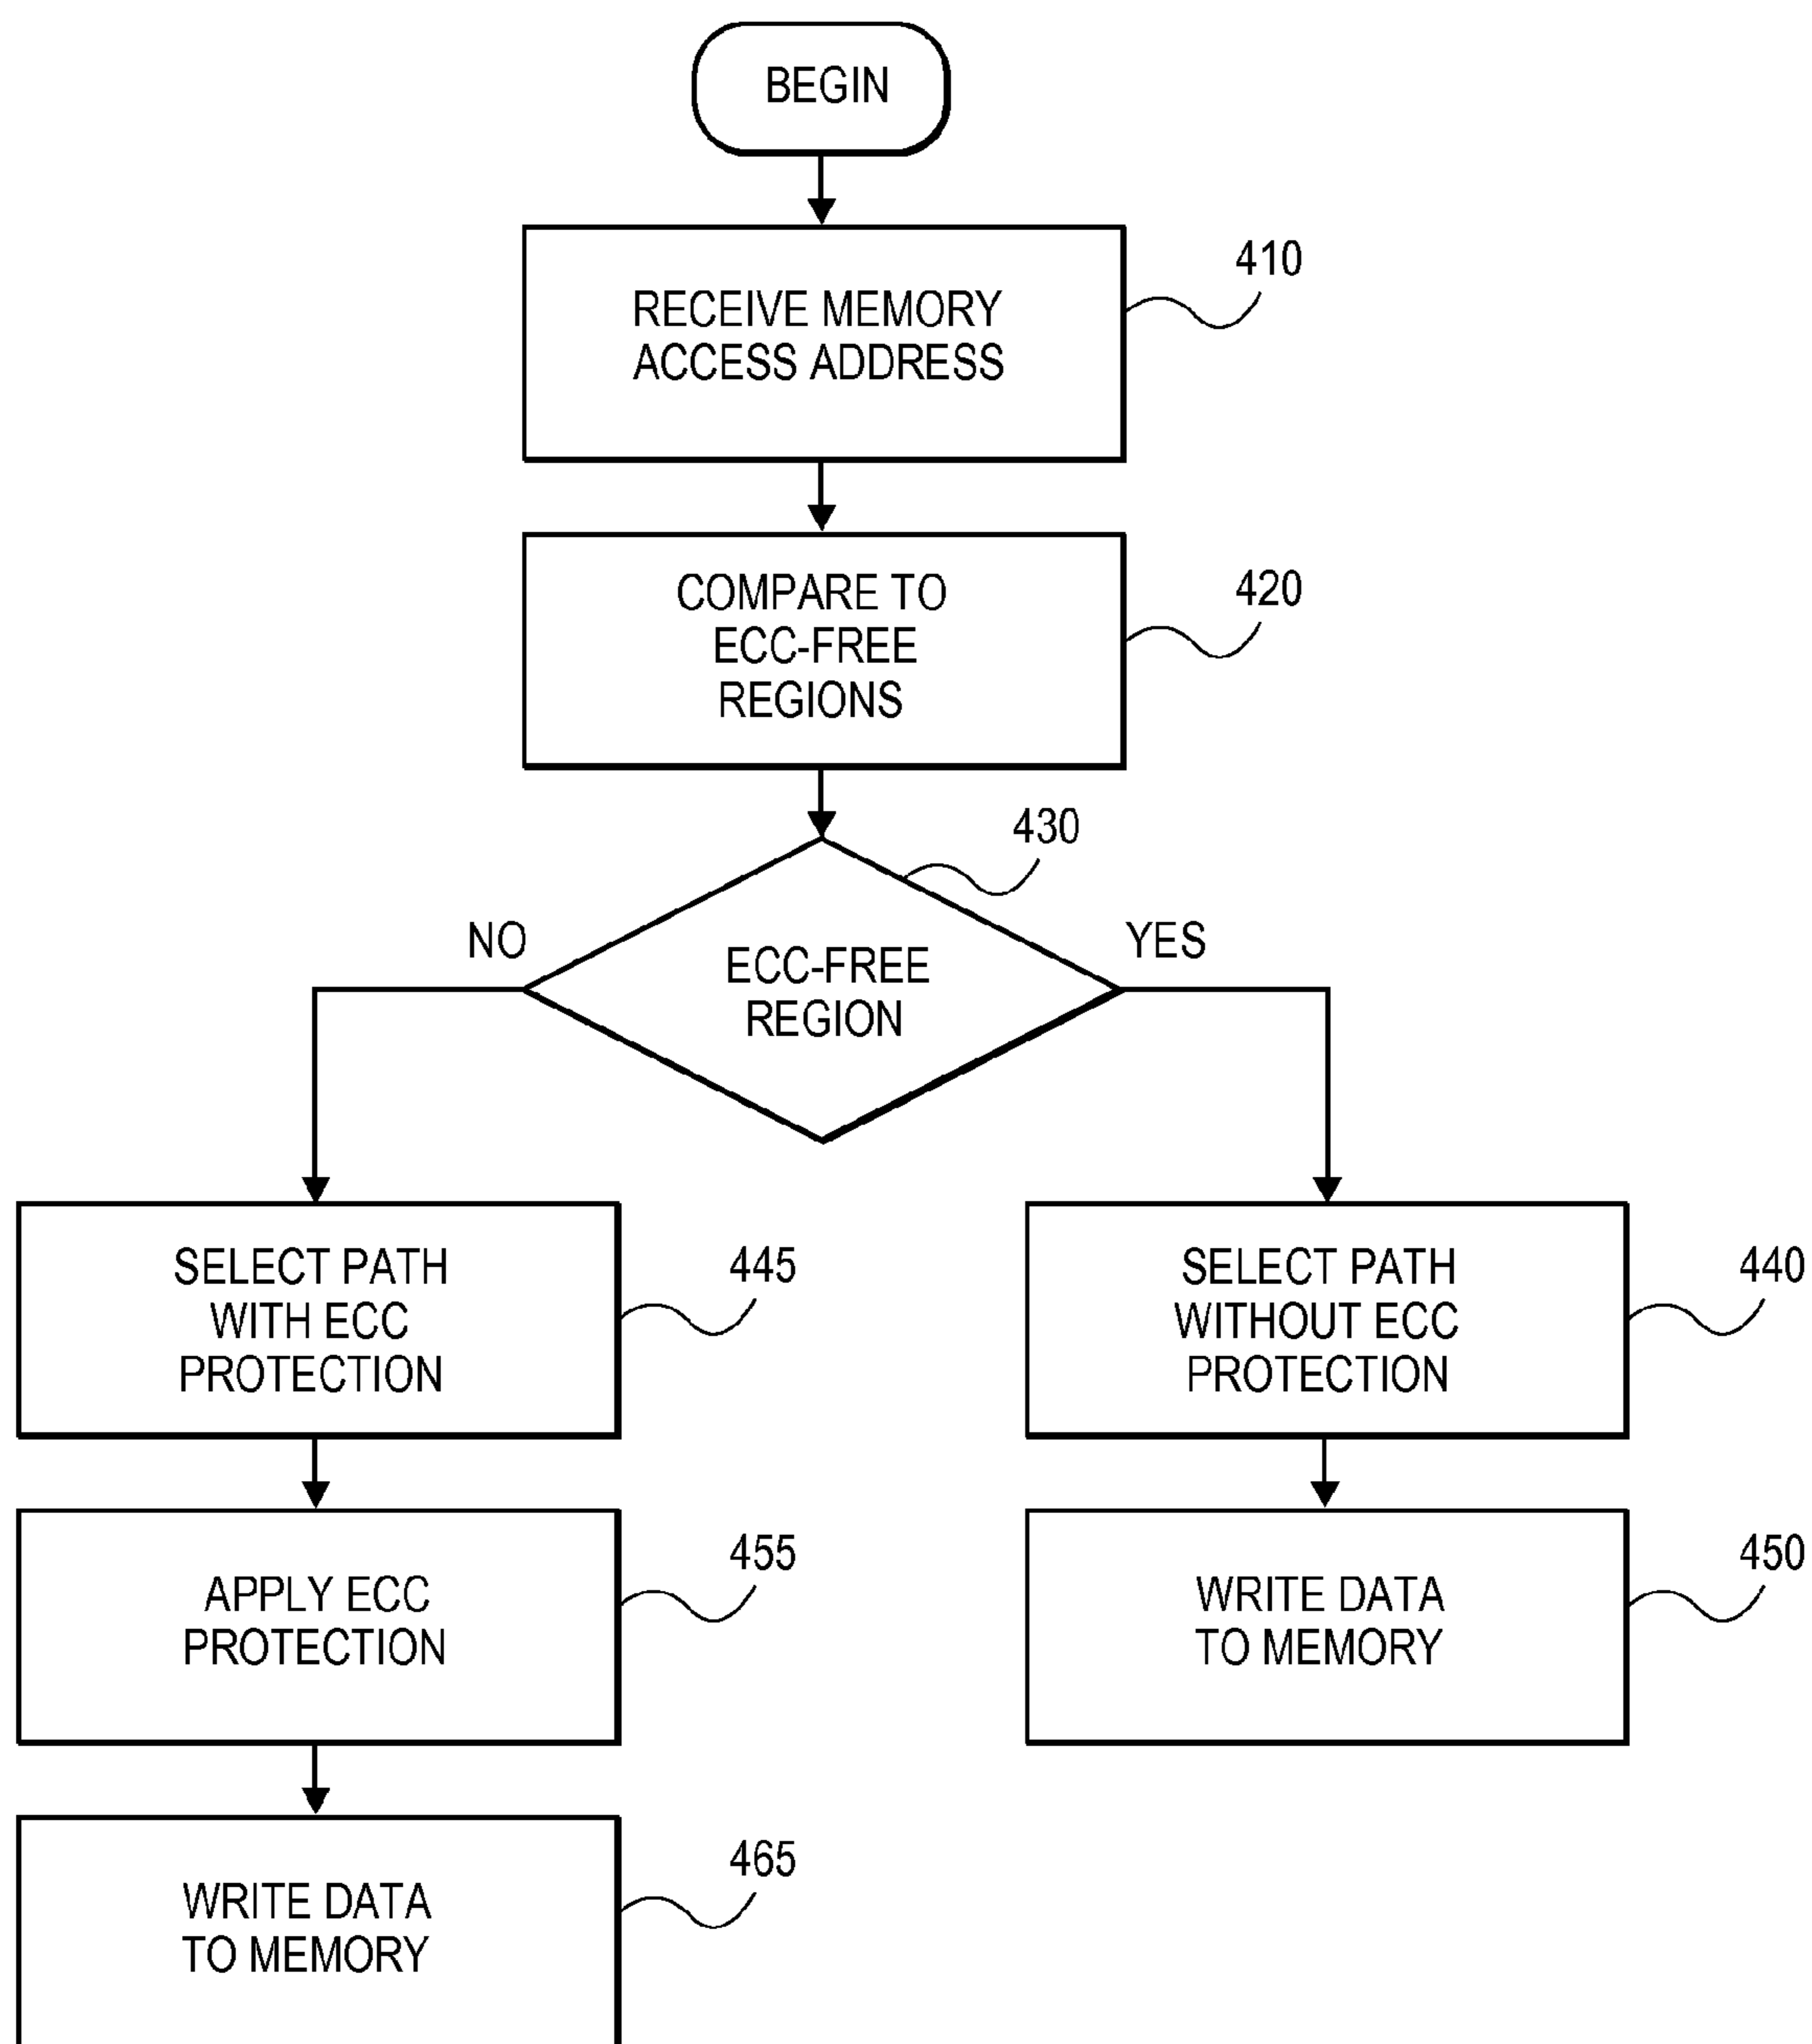 BEGIN
RECEIVE MEMORY
ACCESS ADDRESS
410
COMPARE TO
ECC-FREE
REGIONS
420
430
NO
ECC-FREE
REGION
YES
SELECT PATH
WITH ECC
PROTECTION
445
SELECT PATH
WITHOUT ECC
PROTECTION
440
APPLY ECC
PROTECTION
455
WRITE DATA
TO MEMORY
450
WRITE DATA
TO MEMORY
465